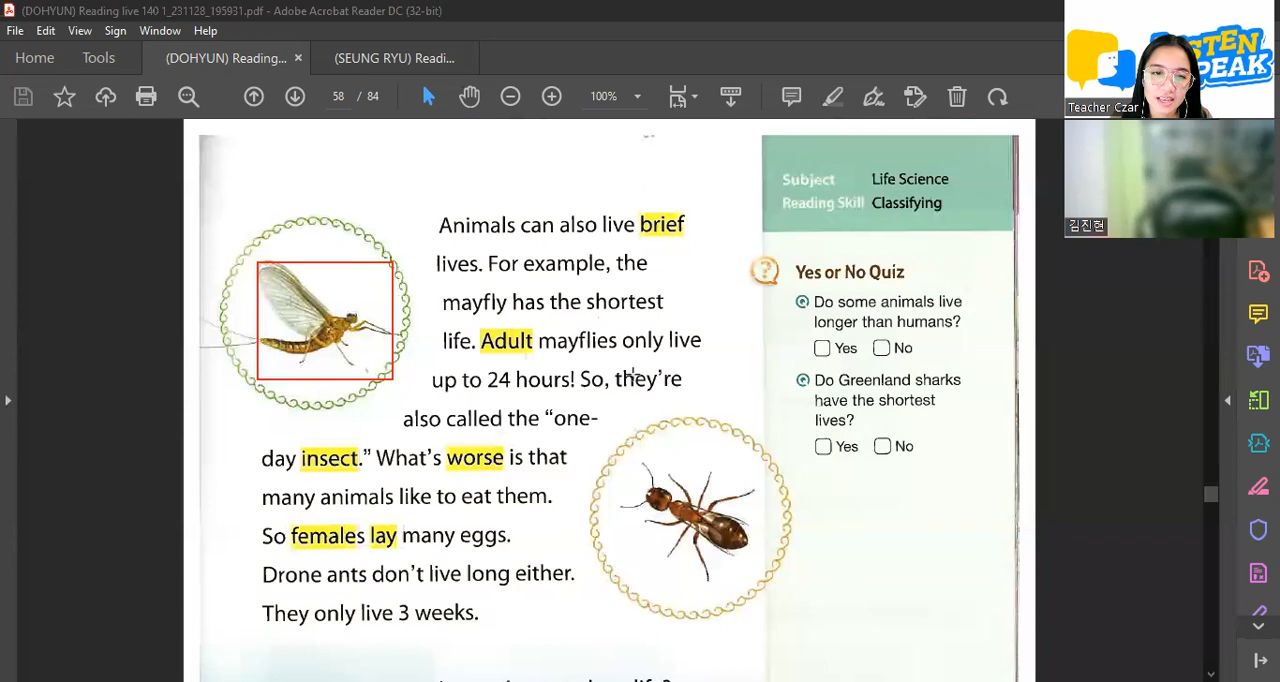 (DOHYUN) Reading live 140 1_231128_195931.pdf - Adobe Acrobat Reader DC (32-bit)
File Edit View Sign Window Help
Home Tools (DOHYUN) Reading... × (SEUNG RYU) Readi...
58 / 84 100%
LISTEN
SPEAK
Teacher Czar
김진현
Subject Life Science
Reading Skill Classifying
Animals can also live brief
lives. For example, the
mayfly has the shortest
life. Adult mayflies only live
up to 24 hours! So, they're
also called the "one-
day insect." What's worse is that
many animals like to eat them.
So females lay many eggs.
Drone ants don't live long either.
They only live 3 weeks.
Yes or No Quiz
Do some animals live
longer than humans?
Yes No
Do Greenland sharks
have the shortest
lives?
Yes No